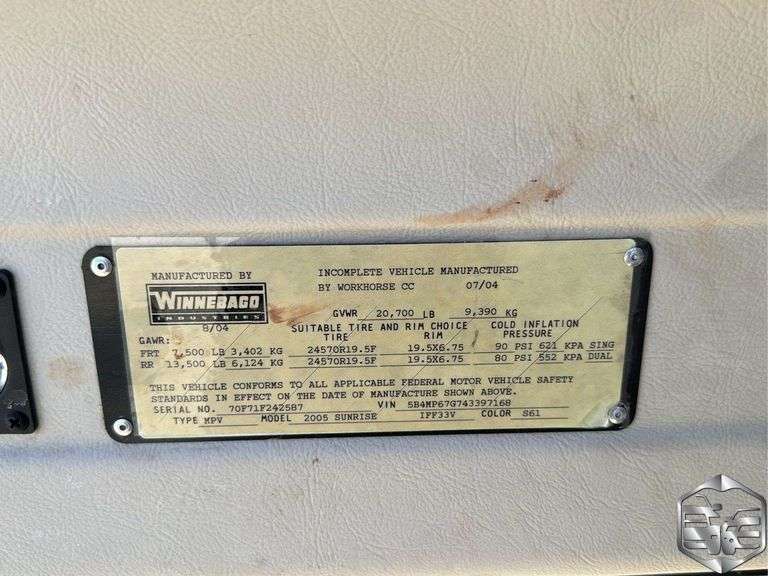 MANUFACTURED BY
WINNEBAGO
INDUSTRIES
8/04
INCOMPLETE VEHICLE MANUFACTURED
BY WORKHORSE CC 07/04
GVWR 20,700 LB 9,390 KG
SUITABLE TIRE AND RIM CHOICE COLD INFLATION
GAWR: TIRE RIM PRESSURE
FRT 7,500 LB 3,402 KG 24570R19.5F 19.5X6.75 90 PSI 621 KPA SING
RR 13,500 LB 6,124 KG 24570R19.5F 19.5X6.75 80 PSI 552 KPA DUAL
THIS VEHICLE CONFORMS TO ALL APPLICABLE FEDERAL MOTOR VEHICLE SAFETY
STANDARDS IN EFFECT ON THE DATE OF MANUFACTURE SHOWN ABOVE.
SERIAL NO. 70F71F242587 VIN 5B4MP67G743397168
TYPE MPV MODEL 2005 SUNRISE IFF33V COLOR S61